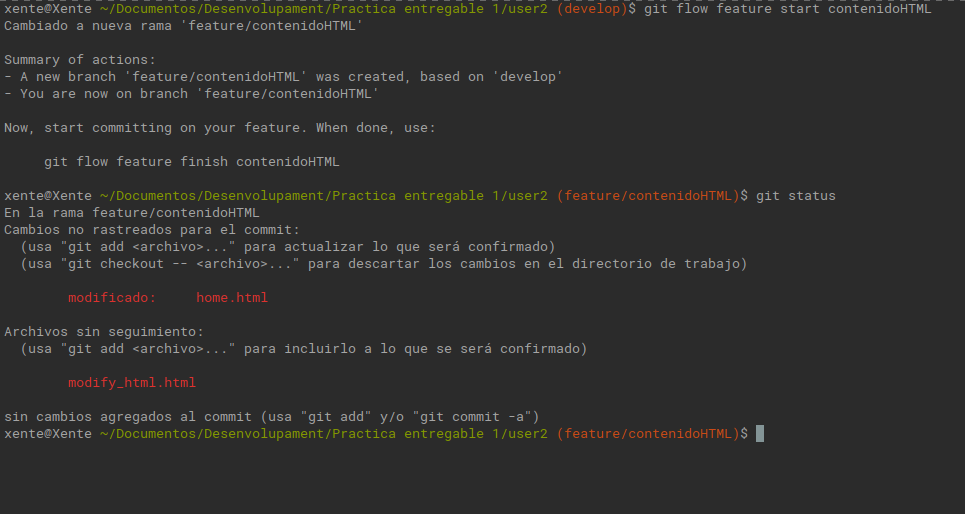 xente@Xente ~/Documentos/Desenvolupament/Practica entregable 1/user2 (develop)$ git flow feature start contenidoHTML
Cambiado a nueva rama 'feature/contenidoHTML'
Summary of actions:
- A new branch 'feature/contenidoHTML' was created, based on 'develop'
- You are now on branch 'feature/contenidoHTML'
Now, start committing on your feature. When done, use:
git flow feature finish contenidoHTML
xente@Xente ~/Documentos/Desenvolupament/Practica entregable 1/user2 (feature/contenidoHTML)$ git status
En la rama feature/contenidoHTML
Cambios no rastreados para el commit:
(usa "git add <archivo>..." para actualizar lo que será confirmado)
(usa "git checkout -- <archivo>..." para descartar los cambios en el directorio de trabajo)
modificado: home.html
Archivos sin seguimiento:
(usa "git add <archivo>..." para incluirlo a lo que se será confirmado)
modify_html.html
sin cambios agregados al commit (usa "git add" y/o "git commit -a")
xente@Xente ~/Documentos/Desenvolupament/Practica entregable 1/user2 (feature/contenidoHTML)$